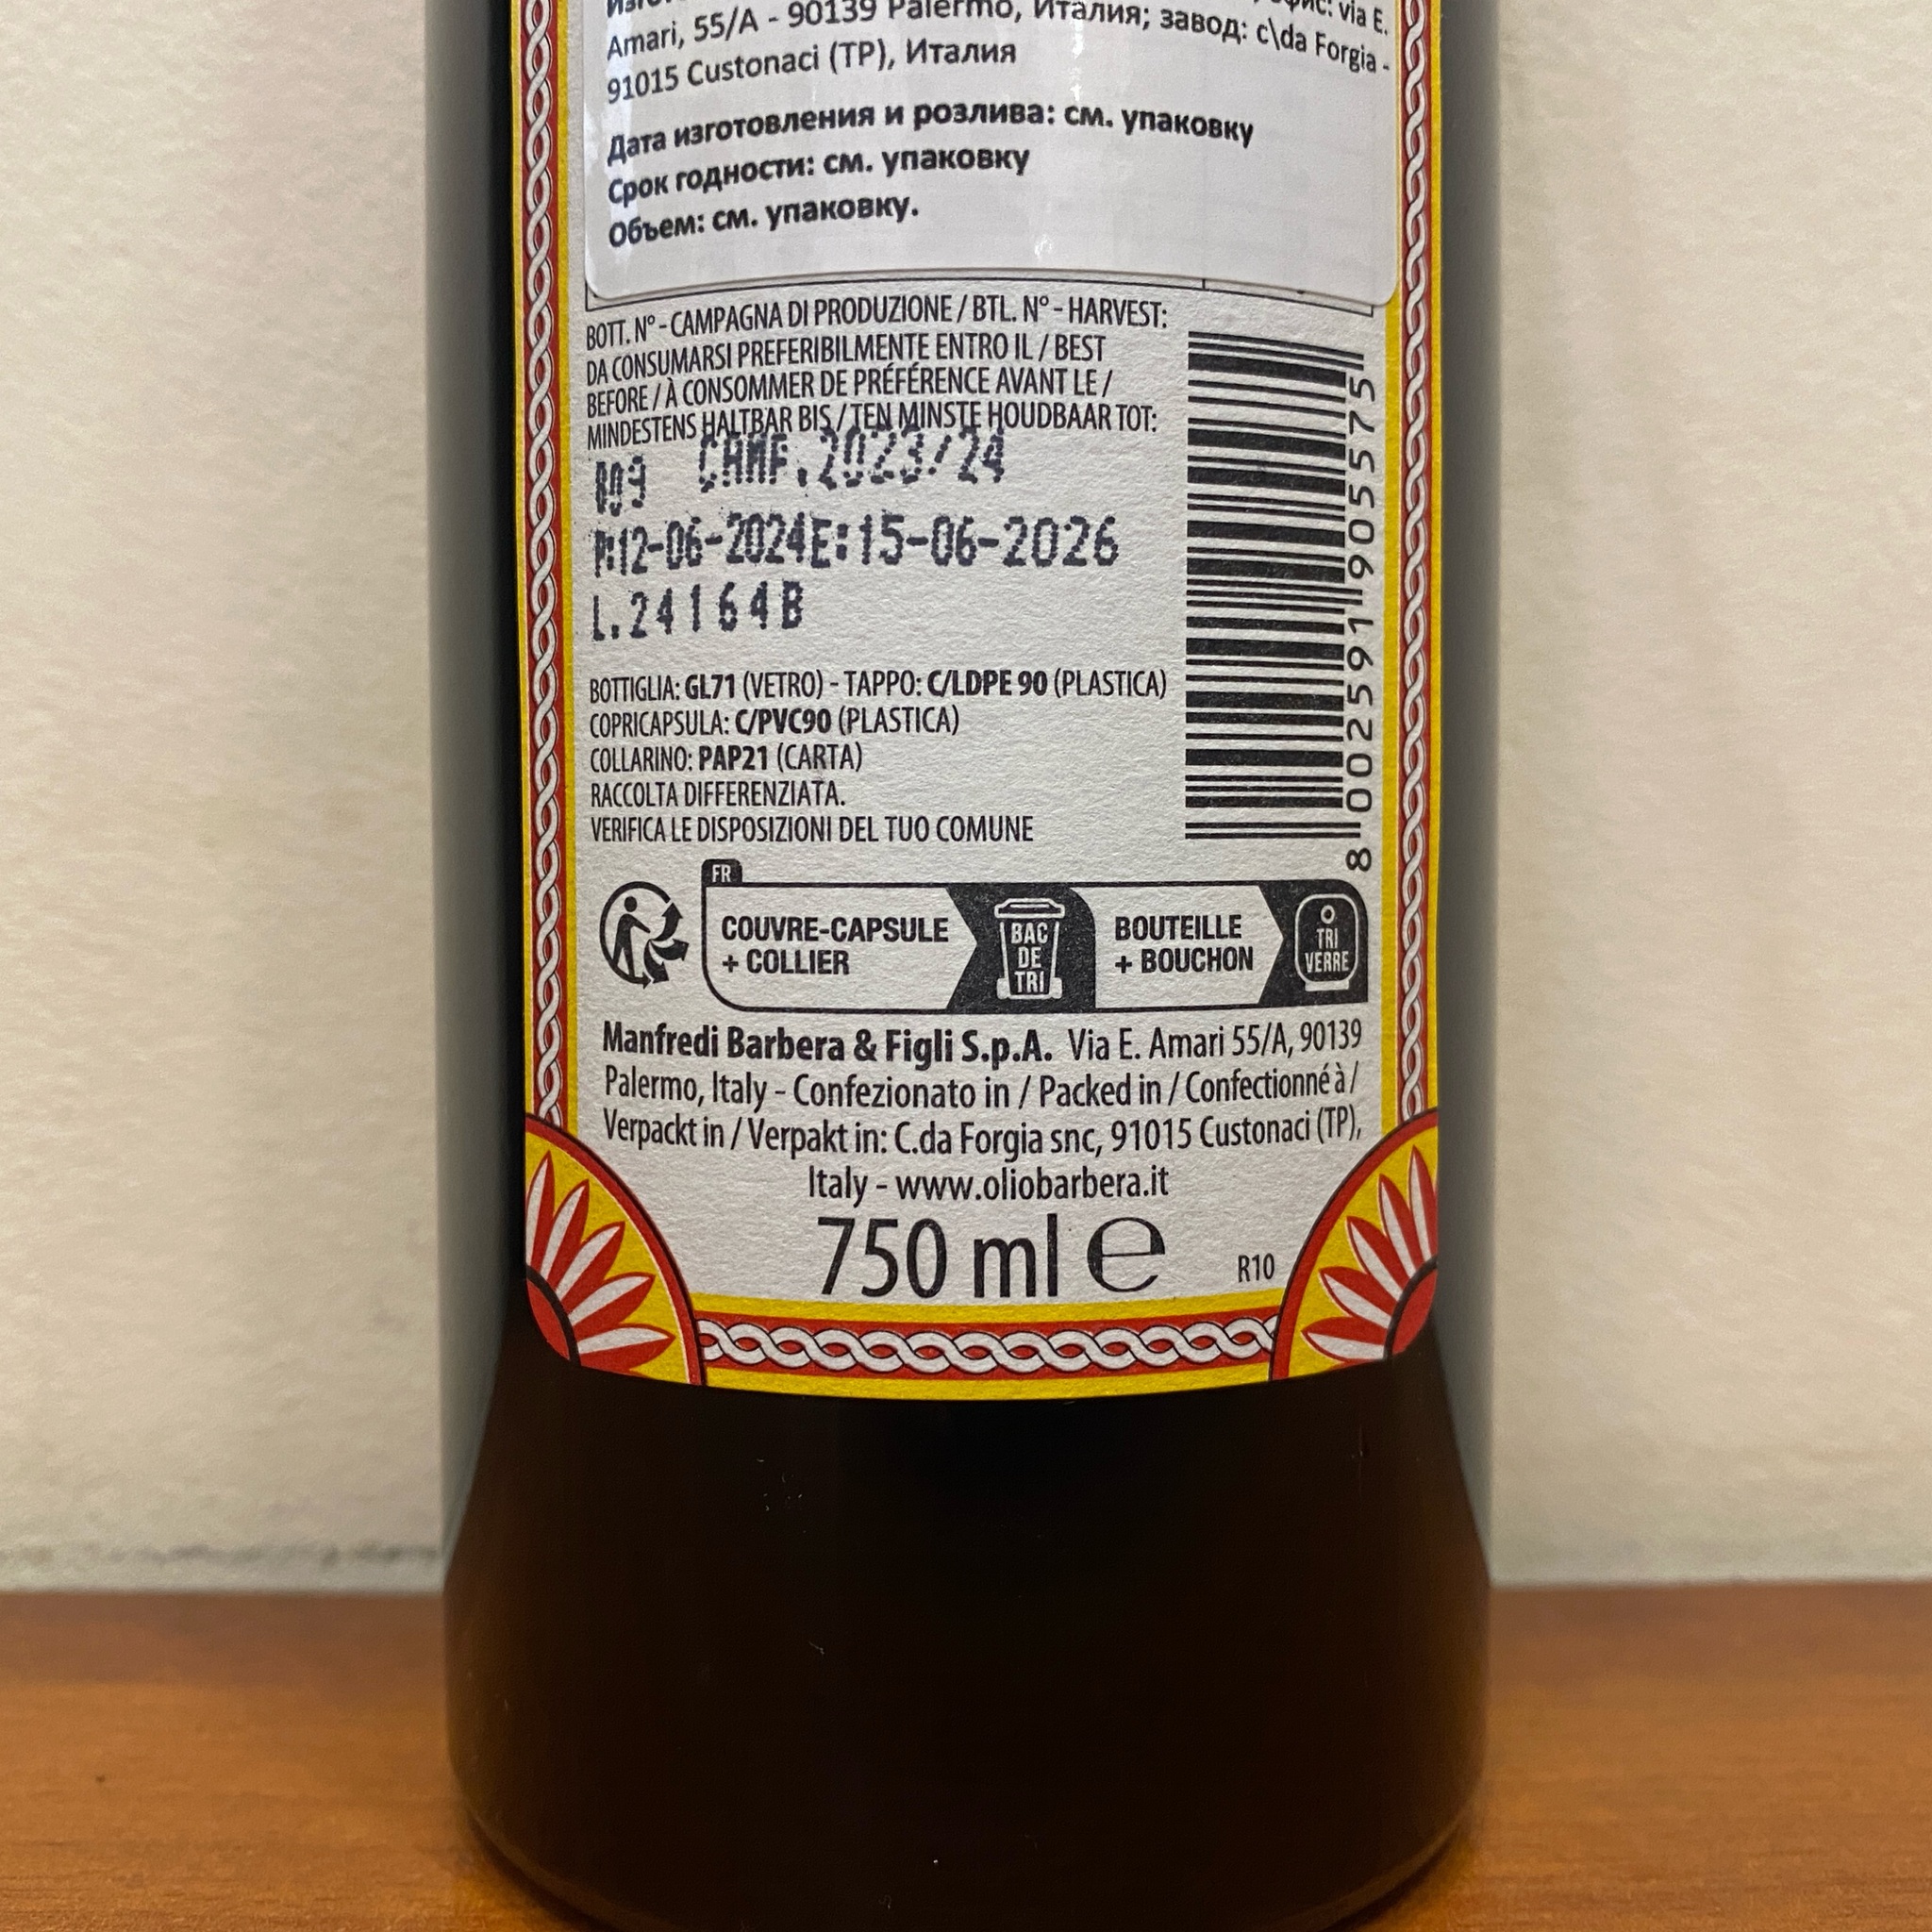 фис: via E.
Amari, 55/А - 90139 Palermo, Италия; завод: c\da Forgia -
91015 Custonaci (TP), Италия
Дата изготовления и розлива: см. упаковку
Срок годности: см. упаковку
Объем: см. упаковку.
BOTT. N° - CAMPAGNA DI PRODUZIONE / BTL. N° - HARVEST:
DA CONSUMARSI PREFERIBILMENTE ENTRO IL / BEST
BEFORE / À CONSOMMER DE PRÉFÉRENCE AVANT LE /
MINDESTENS HALTBAR BIS / TEN MINSTE HOUDBAAR TOT:
CAMP.2023/24
P:12-06-2024E:15-06-2026
L.24164B
8 002591 905575
BOTTIGLIA: GL71 (VETRO) - TAPPO: C/LDPE 90 (PLASTICA)
COPRICAPSULA: C/PVC90 (PLASTICA)
COLLARINO: PAP21 (CARTA)
RACCOLTA DIFFERENZIATA.
VERIFICA LE DISPOSIZIONI DEL TUO COMUNE
FR
COUVRE-CAPSULE
+ COLLIER
BAC
DE
TRI
BOUTEILLE
+ BOUCHON
TRI
VERRE
Manfredi Barbera & Figli S.p.A. Via E. Amari 55/A, 90139
Palermo, Italy - Confezionato in / Packed in / Confectionné à /
Verpackt in / Verpakt in: C.da Forgia snc, 91015 Custonaci (TP),
Italy - www.oliobarbera.it
750 ml e
R10